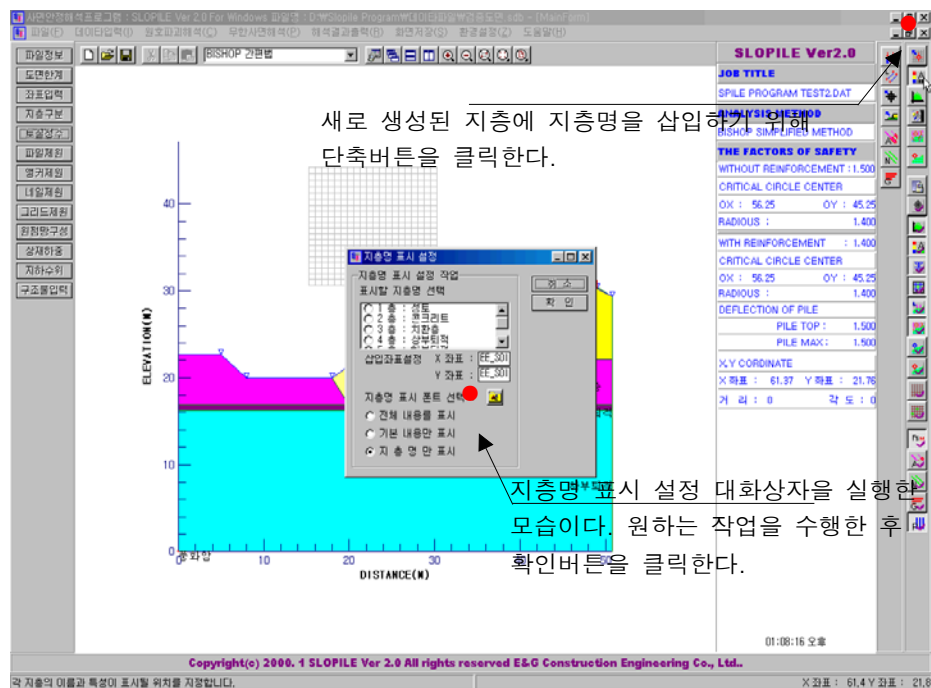 사면안정해석프로그램 : SLOPILE Ver 2.0 For Windows 파일명 : D:\Slopile Program\데이타파일\검증도면.sdb - [MainForm]
파일(F) 데이타입력(I) 원호파괴해석(C) 무한사면해석(P) 해석결과출력(R) 화면저장(S) 환경설정(Z) 도움말(H)
BISHOP 간편법
파일정보
도면한계
좌표입력
지층구분
토질정수
파일제원
앵커제원
네일제원
그리드제원
원점망구성
상재하중
지하수위
구조물입력
새로 생성된 지층에 지층명을 삽입하기 위해
단축버튼을 클릭한다.
SLOPILE Ver2.0
JOB TITLE
SPILE PROGRAM TEST2.DAT
ANALYSIS METHOD
BISHOP SIMPLIFIED METHOD
THE FACTORS OF SAFETY
WITHOUT REINFORCEMENT : 1.500
CRITICAL CIRCLE CENTER
OX : 56.25 OY : 45.25
RADIOUS : 1.400
WITH REINFORCEMENT : 1.400
CRITICAL CIRCLE CENTER
OX : 56.25 OY : 45.25
RADIOUS : 1.400
DEFLECTION OF PILE
PILE TOP : 1.500
PILE MAX : 1.500
X,Y CORDINATE
X 좌표 : 61.37 Y 좌표 : 21.76
거 리 : 0 각 도 : 0
지층명 표시 설정
지층명 표시 설정 작업
표시할 지층명 선택
1 층 : 성토
2 층 : 콘크리트
3 층 : 치환층
4 층 : 상부퇴적
취 소
확 인
삽입좌표설정 X 좌표 : EE_S01
Y 좌표 : EE_S01
지층명 표시 폰트 선택
전체 내용을 표시
기본 내용만 표시
지 층 명 만 표시
지층명 표시 설정 대화상자을 실행한
모습이다. 원하는 작업을 수행한 후
확인버튼을 클릭한다.
ELEVATION(M)
40
30
20
10
0
풍화암
10 20 30 50
DISTANCE(M)
01:08:16 오후
Copyright(c) 2000. 1 SLOPILE Ver 2.0 All rights reserved E&G Construction Engineering Co., Ltd..
각 지층의 이름과 특성이 표시될 위치를 지정합니다. X 좌표 : 61,4 Y 좌표 : 21,8